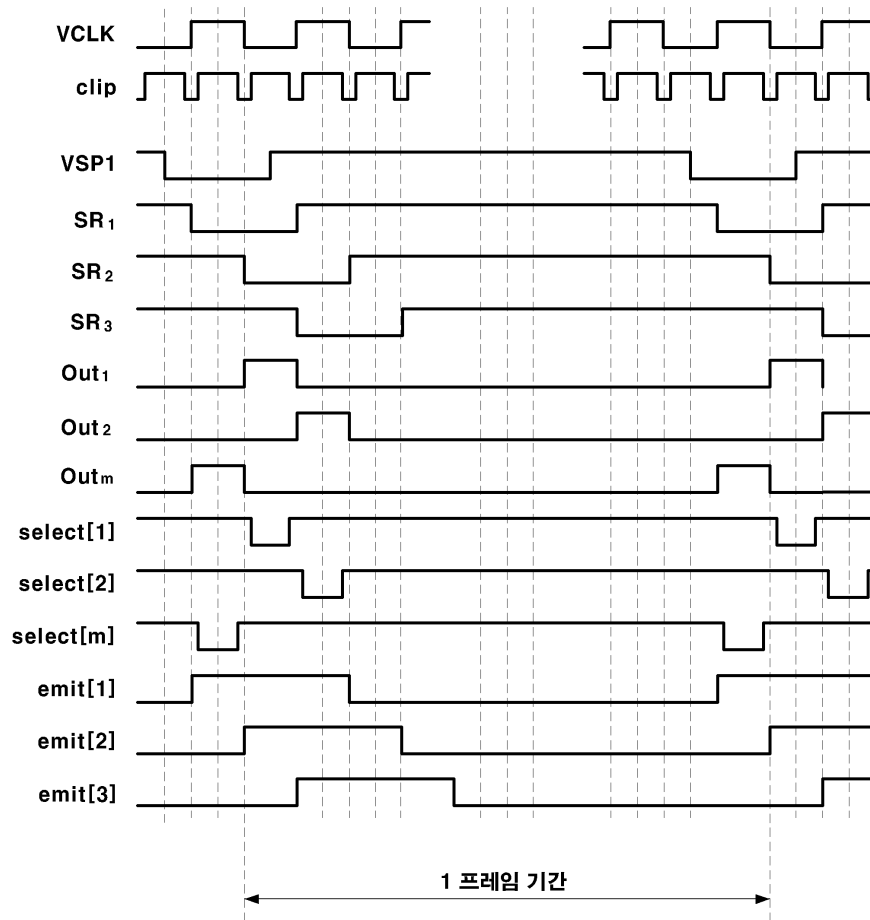 VCLK
clip
VSP1
SR₁
SR₂
SR₃
Out₁
Out₂
Outₘ
select[1]
select[2]
select[m]
emit[1]
emit[2]
emit[3]
1 프레임 기간